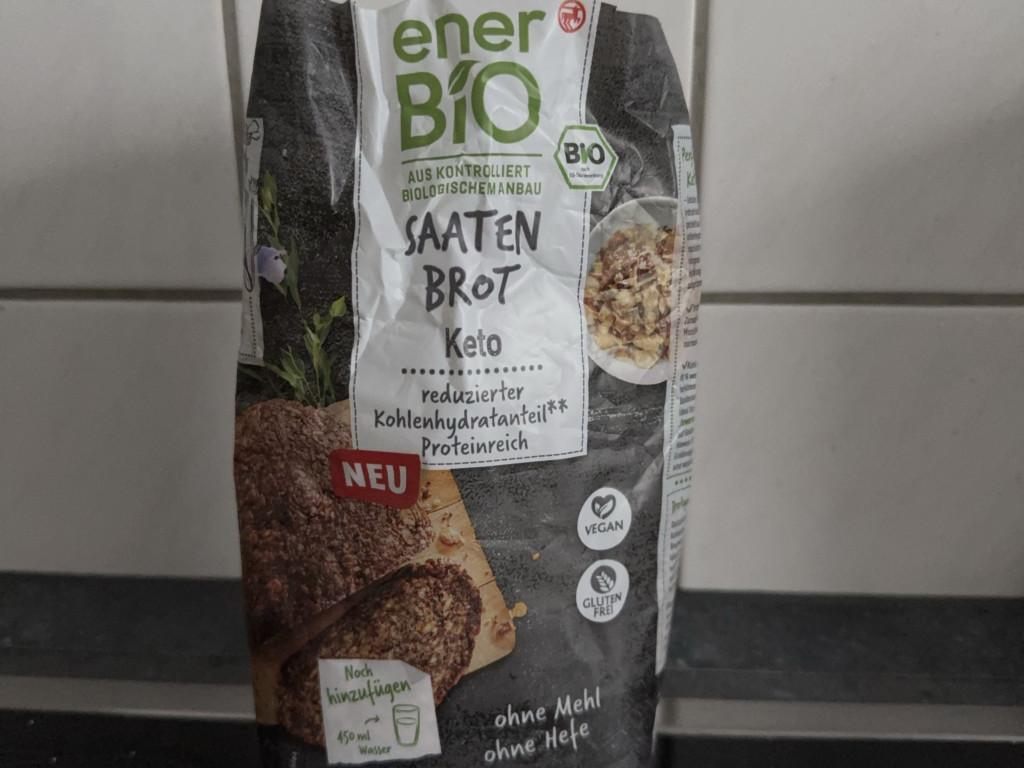 ener
BiO
AUS KONTROLLIERT
BIOLOGISCHEM ANBAU
BIO
nach
SAATEN
BROT
Keto
reduzierter
Kohlenhydratanteil**
Proteinreich
NEU
VEGAN
GLUTEN
FREI
Noch
hinzufügen
450 ml
Wasser
ohne Mehl
ohne Hefe